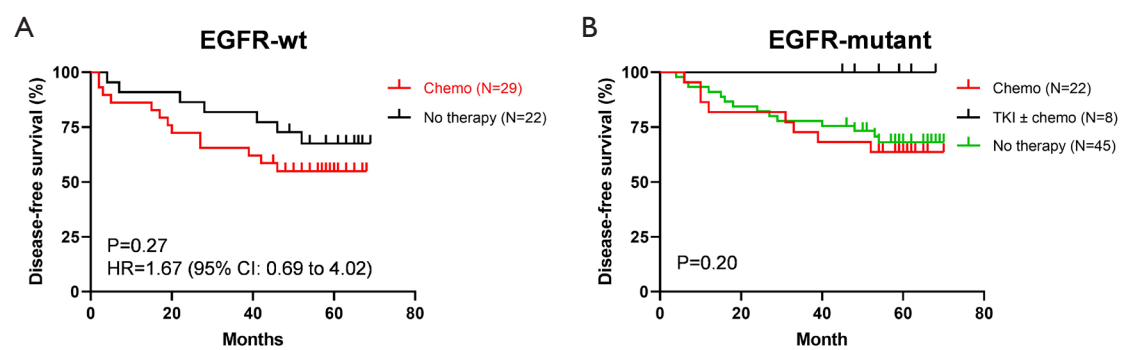 A
EGFR-wt
Disease-free survival (%)
100
75
50
25
0
0 20 40 60 80
Months
Chemo (N=29)
No therapy (N=22)
P=0.27
HR=1.67 (95% CI: 0.69 to 4.02)
B
EGFR-mutant
Disease-free survival (%)
100
75
50
25
0
0 20 40 60 80
Month
Chemo (N=22)
TKI ± chemo (N=8)
No therapy (N=45)
P=0.20